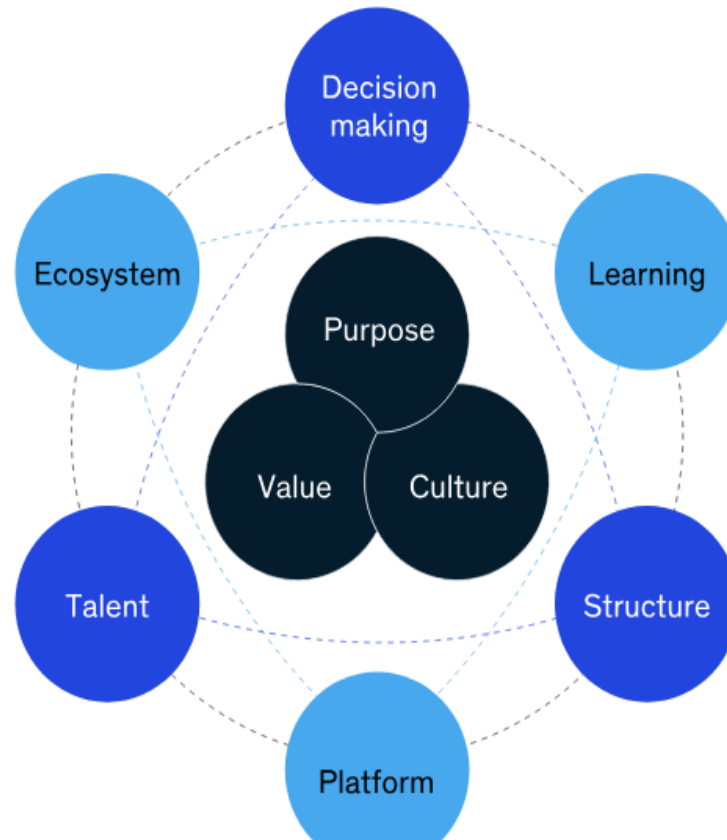 Decision
making
Ecosystem
Learning
Purpose
Value
Culture
Talent
Structure
Platform